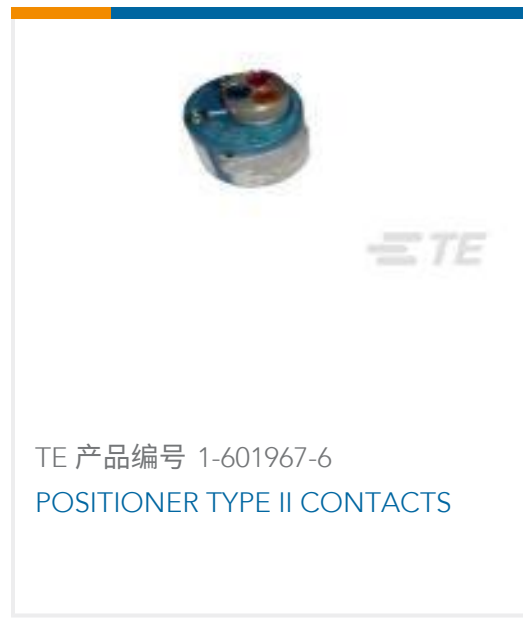 TE
TE 产品编号 1-601967-6
POSITIONER TYPE II CONTACTS